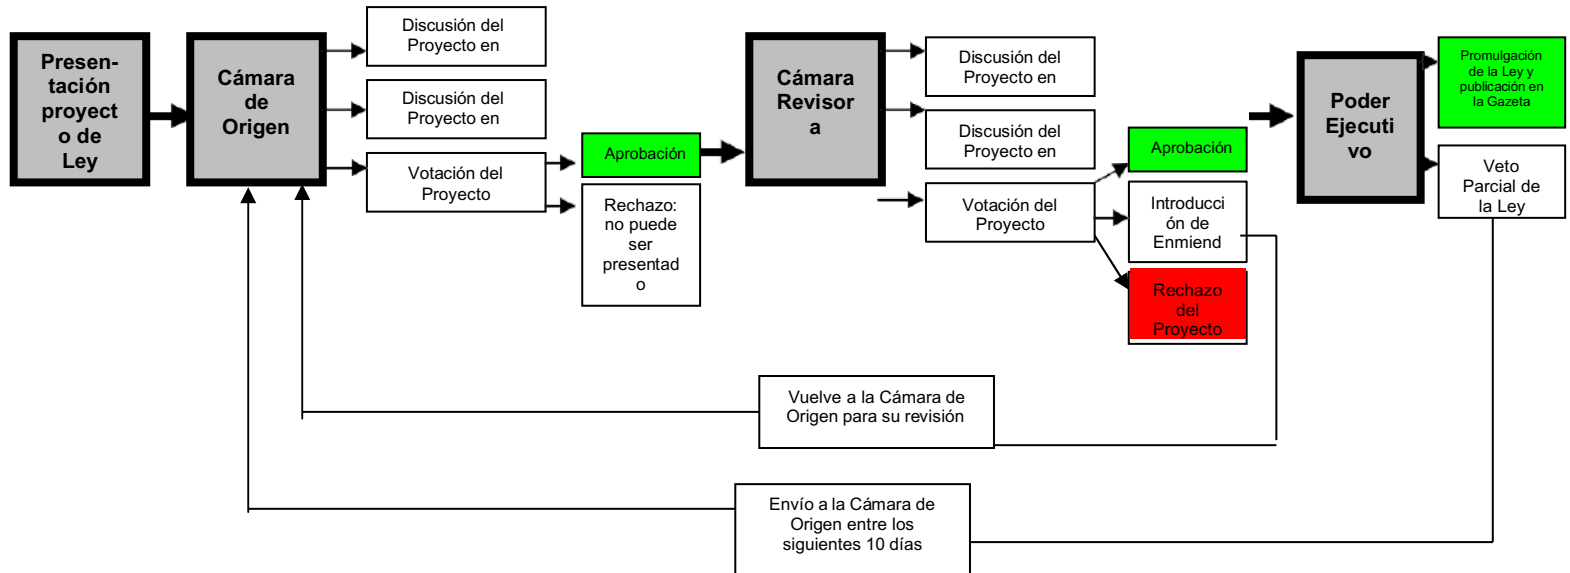 Presen-
tación
proyect
o de
Ley
Cámara
de
Origen
Discusión del
Proyecto en
Discusión del
Proyecto en
Votación del
Proyecto
Aprobación
Rechazo:
no puede
ser
presentad
o
Cámara
Revisor
a
Discusión del
Proyecto en
Discusión del
Proyecto en
Votación del
Proyecto
Aprobación
Introducci
ón de
Enmiend
Rechazo
del
Proyecto
Poder
Ejecuti
vo
Promulgación
de la Ley y
publicación en
la Gazeta
Veto
Parcial de
la Ley
Vuelve a la Cámara de
Origen para su revisión
Envío a la Cámara de
Origen entre los
siguientes 10 días